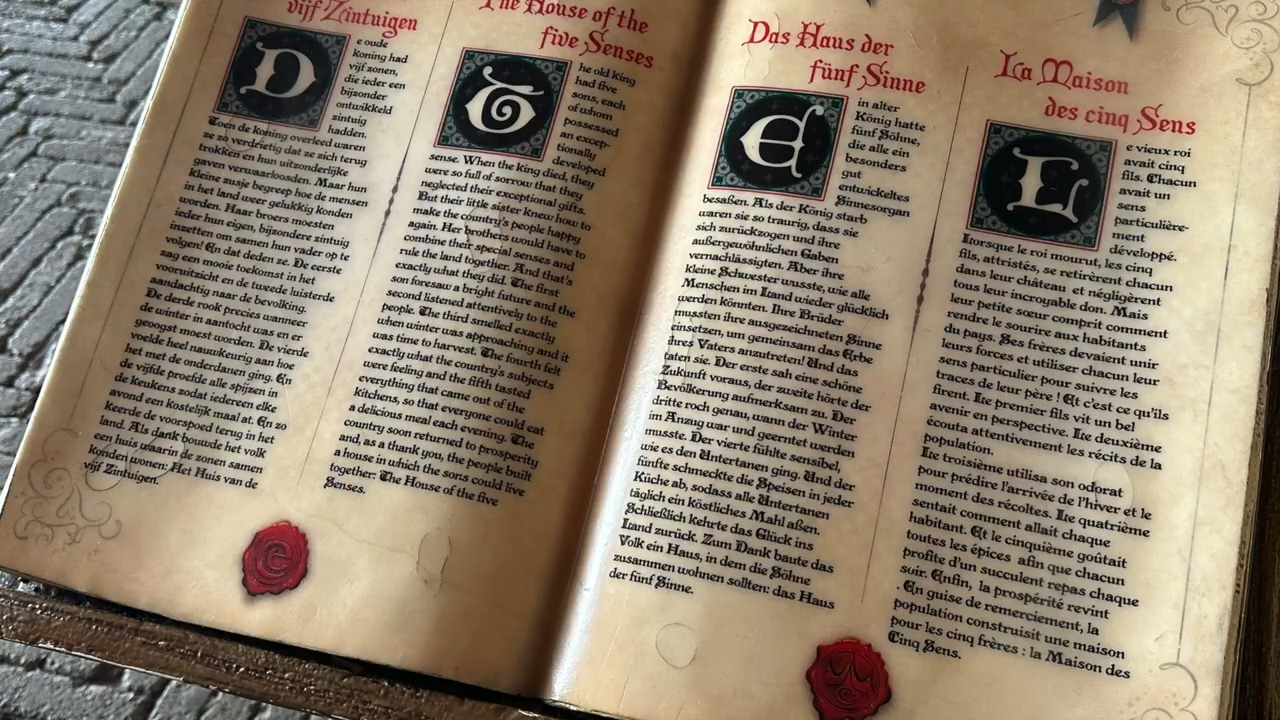 vijf Zintuigen
De oude
koning had
vijf zonen,
die ieder een
bijzonder
ontwikkeld
zintuig
hadden.
Toen de koning overleed waren
ze zo verdrietig dat ze zich terug
trokken en hun uitzonderlijke
gaven verwaarloosden. Maar hun
kleine zusje begreep hoe de mensen
in het land weer gelukkig konden
worden. Haar broers moesten
ieder hun eigen, bijzondere zintuig
inzetten om samen hun vader op te
volgen! En dat deden ze. De eerste
zag een mooie toekomst in het
vooruitzicht en de tweede luisterde
aandachtig naar de bevolking.
De derde rook precies wanneer
de winter in aantocht was en er
geoogst moest worden. De vierde
voelde heel nauwkeurig aan hoe
het met de onderdanen ging. En
de vijfde proefde alle spijzen in
de keukens zodat iedereen elke
avond een kostelijk maal at. En zo
keerde de voorspoed terug in het
land. Als dank bouwde het volk
een huis waarin de zonen samen
konden wonen: Het Huis van de
vijf Zintuigen.
The House of the
five Senses
The old king
had five
sons, each
of whom
possessed
an excep-
tionally
developed
sense. When the king died, they
were so full of sorrow that they
neglected their exceptional gifts.
But their little sister knew how to
make the country's people happy
again. Her brothers would have to
combine their special senses and
rule the land together. And that's
exactly what they did. The first
son foresaw a bright future and the
second listened attentively to the
people. The third smelled exactly
when winter was approaching and it
was time to harvest. The fourth felt
exactly what the country's subjects
were feeling and the fifth tasted
everything that came out of the
kitchens, so that everyone could eat
a delicious meal each evening. The
country soon returned to prosperity
and, as a thank you, the people built
a house in which the sons could live
together: The House of the five
Senses.
Das Haus der
fünf Sinne
Ein alter
König hatte
fünf Söhne,
die alle ein
besonders
gut
entwickeltes
Sinnesorgan
besaßen. Als der König starb
waren sie so traurig, dass sie
sich zurückzogen und ihre
außergewöhnlichen Gaben
vernachlässigten. Aber ihre
kleine Schwester wusste, wie alle
Menschen im Land wieder glücklich
werden könnten. Ihre Brüder
mussten ihre ausgezeichneten Sinne
einsetzen, um gemeinsam das Erbe
ihres Vaters anzutreten! Und das
taten sie. Der erste sah eine schöne
Zukunft voraus, der zweite hörte der
Bevölkerung aufmerksam zu. Der
dritte roch genau, wann der Winter
im Anzug war und geerntet werden
musste. Der vierte fühlte sensibel,
wie es den Untertanen ging. Und der
fünfte schmeckte die Speisen in jeder
Küche ab, sodass alle Untertanen
täglich ein köstliches Mahl aßen.
Schließlich kehrte das Glück ins
Land zurück. Zum Dank baute das
Volk ein Haus, in dem die Söhne
zusammen wohnen sollten: das Haus
der fünf Sinne.
La Maison
des cinq Sens
Le vieux roi
avait cinq
fils. Chacun
avait un
sens
particulière-
ment
développé.
Lorsque le roi mourut, les cinq
fils, attristés, se retirèrent chacun
dans leur château et négligèrent
tous leur incroyable don. Mais
leur petite sœur comprit comment
rendre le sourire aux habitants
du pays. Ses frères devaient unir
leurs forces et utiliser chacun leur
sens particulier pour suivre les
traces de leur père ! Et c'est ce qu'ils
firent. Le premier fils vit un bel
avenir en perspective. Le deuxième
écouta attentivement les récits de la
population.
Le troisième utilisa son odorat
pour prédire l'arrivée de l'hiver et le
moment des récoltes. Le quatrième
sentait comment allait chaque
habitant. Et le cinquième goûtait
toutes les épices afin que chacun
profite d'un succulent repas chaque
soir. Enfin, la prospérité revint
. En guise de remerciement, la
population construisit une maison
pour les cinq frères : la Maison des
Cinq Sens.